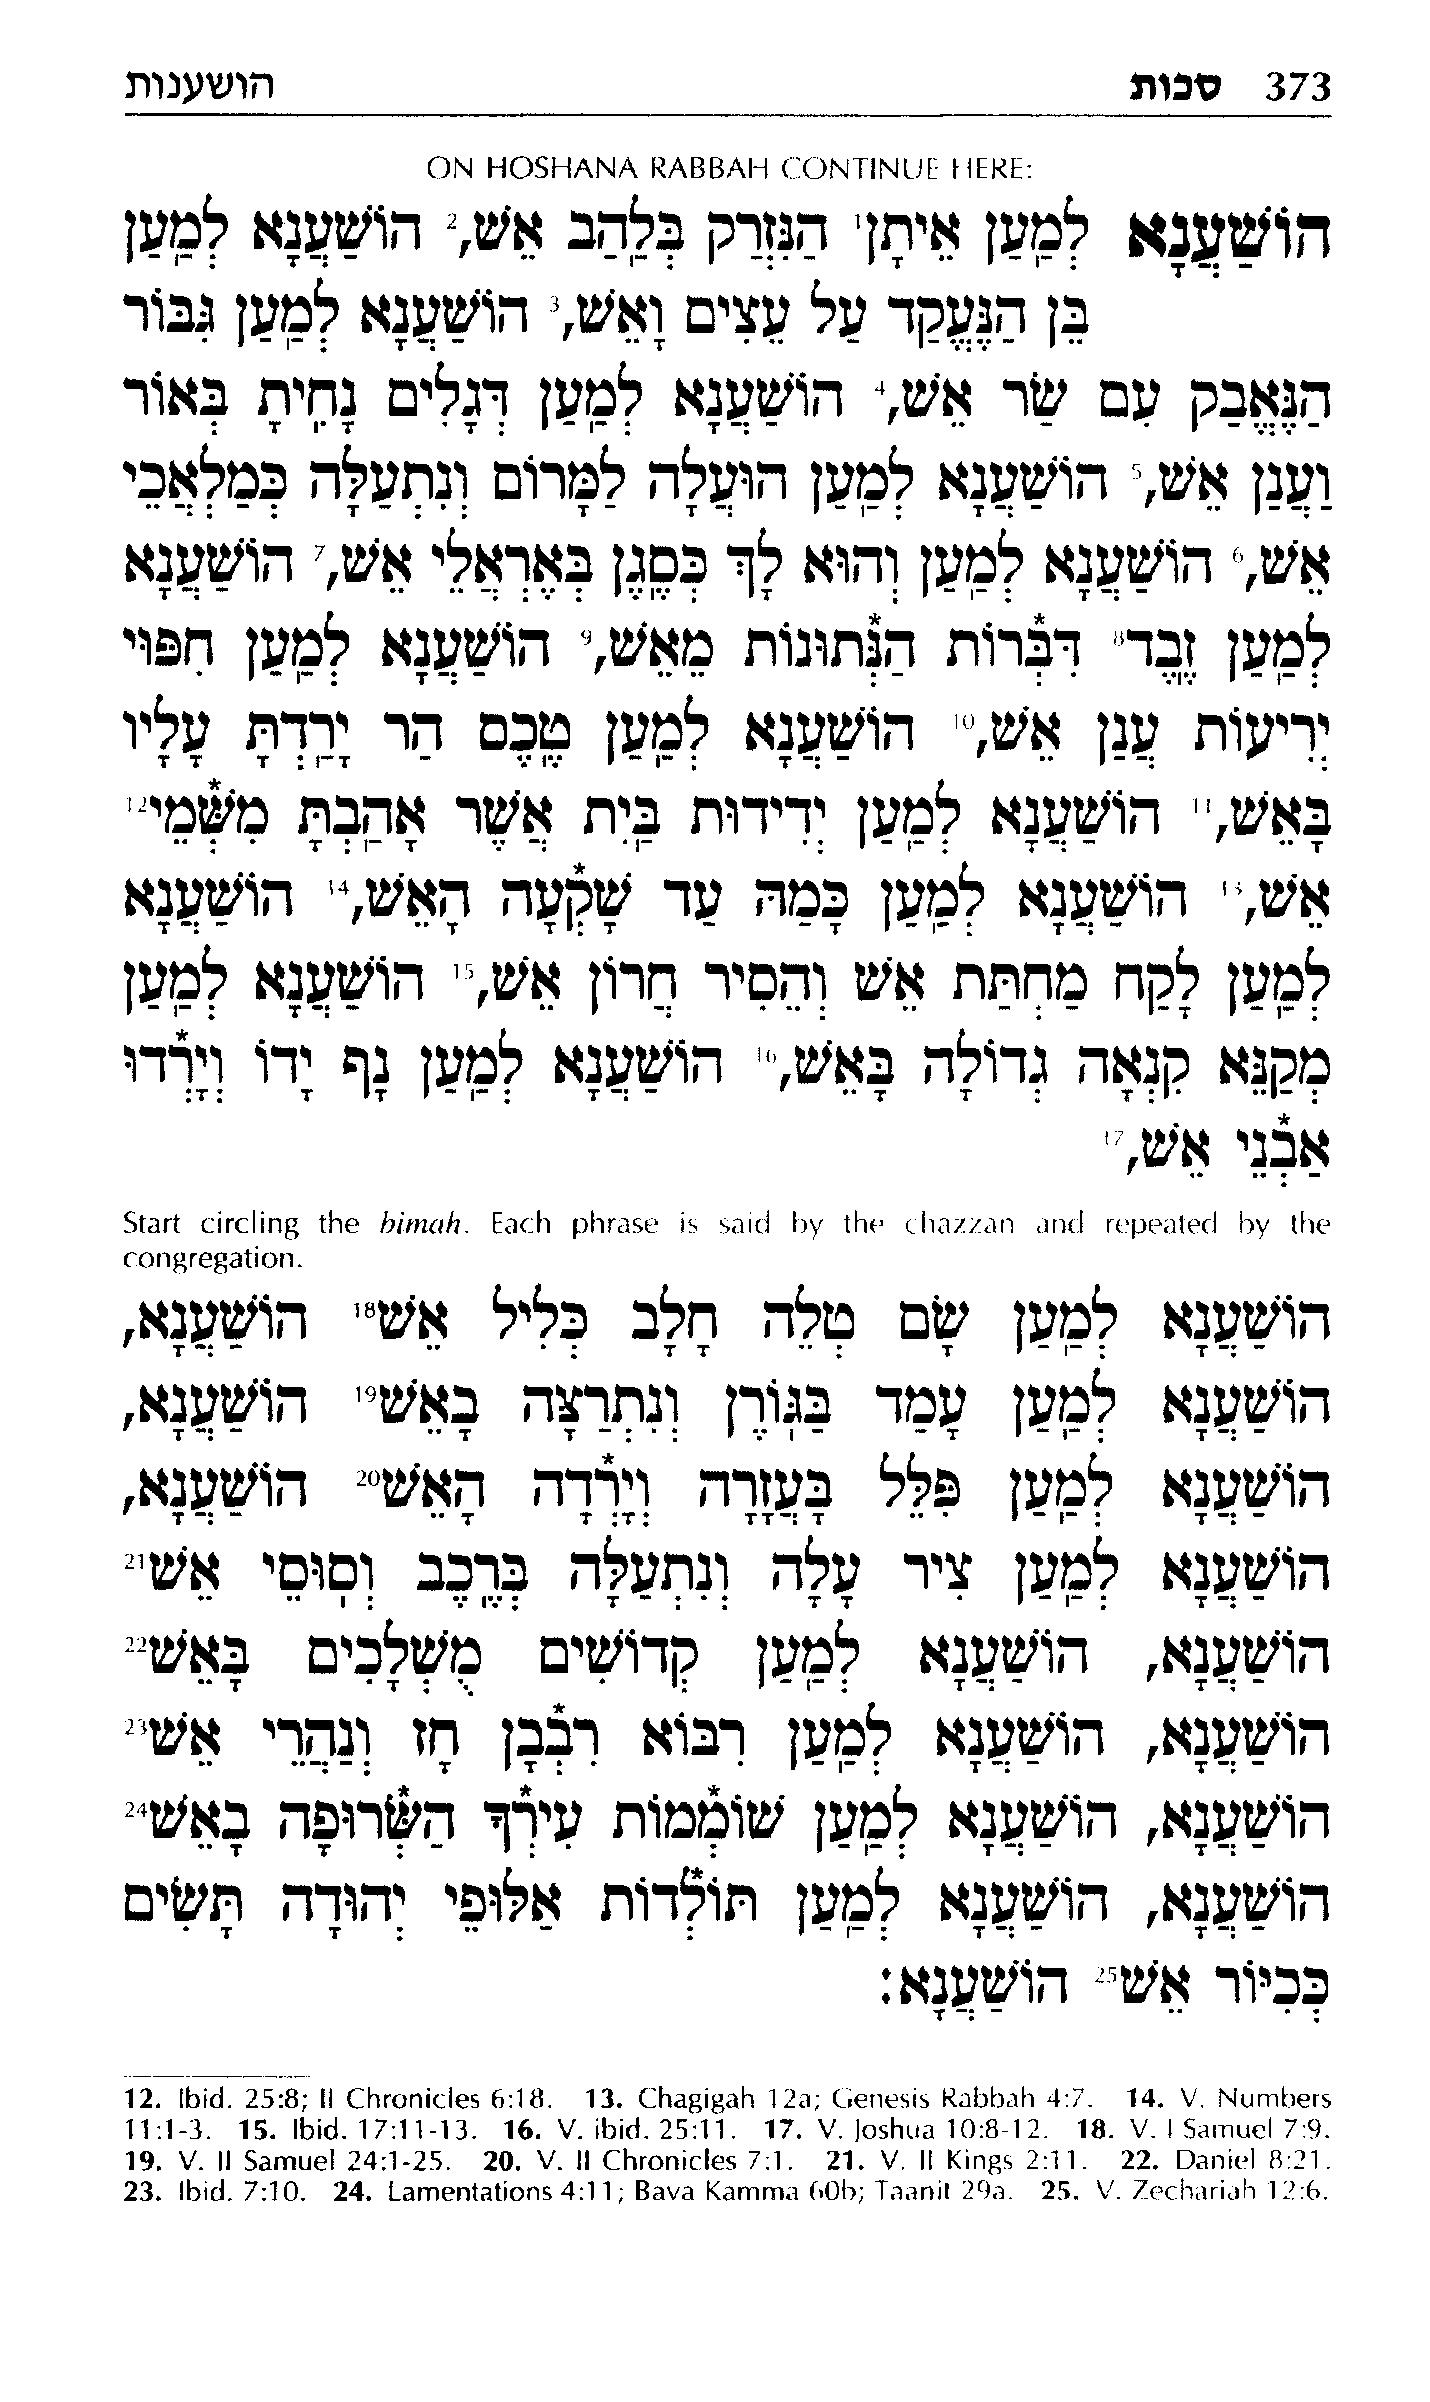 373 סכות הושענות
ON HOSHANA RABBAH CONTINUE HERE:
הוֹשַׁעֲנָא לְמַֽעַן אֵיתָן¹ הַנִּזְרַק בְּלַֽהַב אֵשׁ,² הוֹשַׁעֲנָא לְמַֽעַן
בֵּן הַנֶּעֱקַד עַל עֵצִים וָאֵשׁ,³ הוֹשַׁעֲנָא לְמַֽעַן גִּבּוֹר
הַנֶּאֱבַק עִם שַׂר אֵשׁ,⁴ הוֹשַׁעֲנָא לְמַֽעַן דְּגָלִים נָחִֽיתָ בְּאוֹר
וַעֲנַן אֵשׁ,⁵ הוֹשַׁעֲנָא לְמַֽעַן הוּעֲלָה לַמָּרוֹם וְנִתְעַלָּה כְּמַלְאֲכֵי
אֵשׁ,⁶ הוֹשַׁעֲנָא לְמַֽעַן וְהוּא לָךְ כְּסֶֽגֶן בְּאֶרְאֲלֵי אֵשׁ,⁷ הוֹשַׁעֲנָא
לְמַֽעַן זֶֽבֶד⁸ דִּבְּֿרוֹת הַנְּֿתוּנוֹת מֵאֵשׁ,⁹ הוֹשַׁעֲנָא לְמַֽעַן חִפּוּי
יְרִיעוֹת עֲנַן אֵשׁ,¹⁰ הוֹשַׁעֲנָא לְמַֽעַן טֶֽכֶס הַר יָרַֽדְתָּ עָלָיו
בָּאֵשׁ,¹¹ הוֹשַׁעֲנָא לְמַֽעַן יְדִידוּת בַּֽיִת אֲשֶׁר אָהַֽבְתָּ מִשְּׁ*מֵי¹²
אֵשׁ,¹³ הוֹשַׁעֲנָא לְמַֽעַן כָּמַהּ עַד שָׁקְ*עָה הָאֵשׁ,¹⁴ הוֹשַׁעֲנָא
לְמַֽעַן לָקַח מַחְתַּת אֵשׁ וְהֵסִיר חֲרוֹן אֵשׁ,¹⁵ הוֹשַׁעֲנָא לְמַֽעַן
מְקַנֵּא קִנְאָה גְדוֹלָה בָּאֵשׁ,¹⁶ הוֹשַׁעֲנָא לְמַֽעַן נָף יָדוֹ וְיָרְ*דוּ
אַבְ*נֵי אֵשׁ,¹⁷
Start circling the bimah. Each phrase is said by the chazzan and repeated by the
congregation.
הוֹשַׁעֲנָא לְמַֽעַן שָׂם טְלֵה חָלָב כְּלִיל אֵשׁ¹⁸ הוֹשַׁעֲנָא,
הוֹשַׁעֲנָא לְמַֽעַן עָמַד בַּגּֽוֹרֶן וְנִתְרַצָּה בָאֵשׁ¹⁹ הוֹשַׁעֲנָא,
הוֹשַׁעֲנָא לְמַֽעַן פִּלֵּל בָּעֲזָרָה וְיָרְ*דָה הָאֵשׁ²⁰ הוֹשַׁעֲנָא,
הוֹשַׁעֲנָא לְמַֽעַן צִיר עָלָה וְנִתְעַלָּה בְּרֶֽכֶב וְסֽוּסֵי אֵשׁ²¹
הוֹשַׁעֲנָא, הוֹשַׁעֲנָא לְמַֽעַן קְדוֹשִׁים מֻשְׁלָכִים בָּאֵשׁ²²
הוֹשַׁעֲנָא, הוֹשַׁעֲנָא לְמַֽעַן רִבּוֹא רִבְ*בָן חָז וְנַהֲרֵי אֵשׁ²³
הוֹשַׁעֲנָא, הוֹשַׁעֲנָא לְמַֽעַן שׁוֹמְ*מוֹת עִירְ*ךָ הַשְּׂ*רוּפָה בָאֵשׁ²⁴
הוֹשַׁעֲנָא, הוֹשַׁעֲנָא לְמַֽעַן תּוֹלְ*דוֹת אַלּוּפֵי יְהוּדָה תָּשִׂים
כְּכִיּוֹר אֵשׁ²⁵ הוֹשַׁעֲנָא:
12. Ibid. 25:8; II Chronicles 6:18. 13. Chagigah 12a; Genesis Rabbah 4:7. 14. V. Numbers
11:1-3. 15. Ibid. 17:11-13. 16. V. ibid. 25:11. 17. V. Joshua 10:8-12. 18. V. I Samuel 7:9.
19. V. II Samuel 24:1-25. 20. V. II Chronicles 7:1. 21. V. II Kings 2:11. 22. Daniel 8:21.
23. Ibid. 7:10. 24. Lamentations 4:11; Bava Kamma 60b; Taanit 29a. 25. V. Zechariah 12:6.